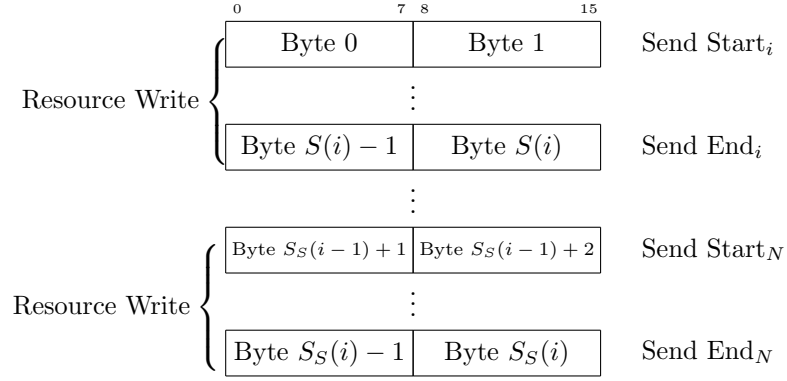 0 7 8 15
Byte 0 Byte 1 Send Start_i
Resource Write
⋮
Byte S(i) − 1 Byte S(i) Send End_i
⋮
Byte S_S(i − 1) + 1 Byte S_S(i − 1) + 2 Send Start_N
Resource Write
⋮
Byte S_S(i) − 1 Byte S_S(i) Send End_N